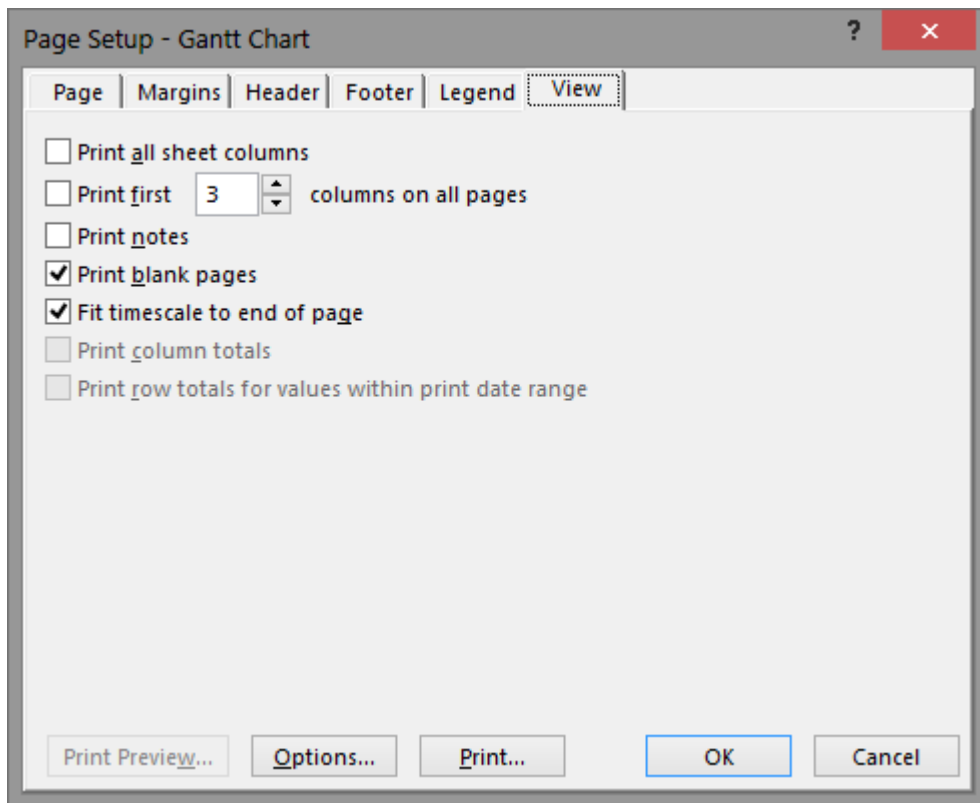 Page Setup - Gantt Chart ? ×
Page Margins Header Footer Legend View
Print all sheet columns
Print first 3 columns on all pages
Print notes
Print blank pages
Fit timescale to end of page
Print column totals
Print row totals for values within print date range
Print Preview... Options... Print... OK Cancel